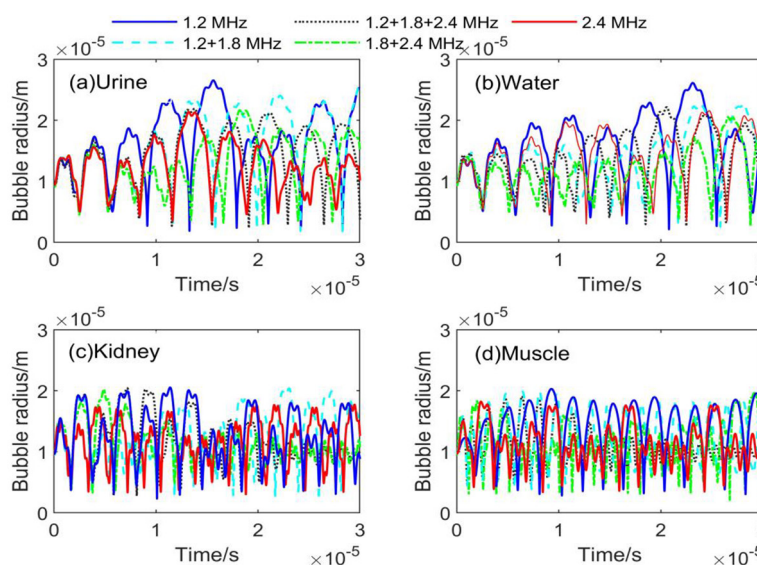 1.2 MHz 1.2+1.8+2.4 MHz 2.4 MHz
1.2+1.8 MHz 1.8+2.4 MHz
×10⁻⁵ ×10⁻⁵
3 3
(a)Urine (b)Water
2 2
Bubble radius/m Bubble radius/m
1 1
0 0
0 1 2 3 0 1 2
Time/s ×10⁻⁵ Time/s ×10⁻⁵
×10⁻⁵ ×10⁻⁵
3 3
(c)Kidney (d)Muscle
2 2
Bubble radius/m Bubble radius/m
1 1
0 0
0 1 2 3 0 1 2
Time/s ×10⁻⁵ Time/s ×10⁻⁵